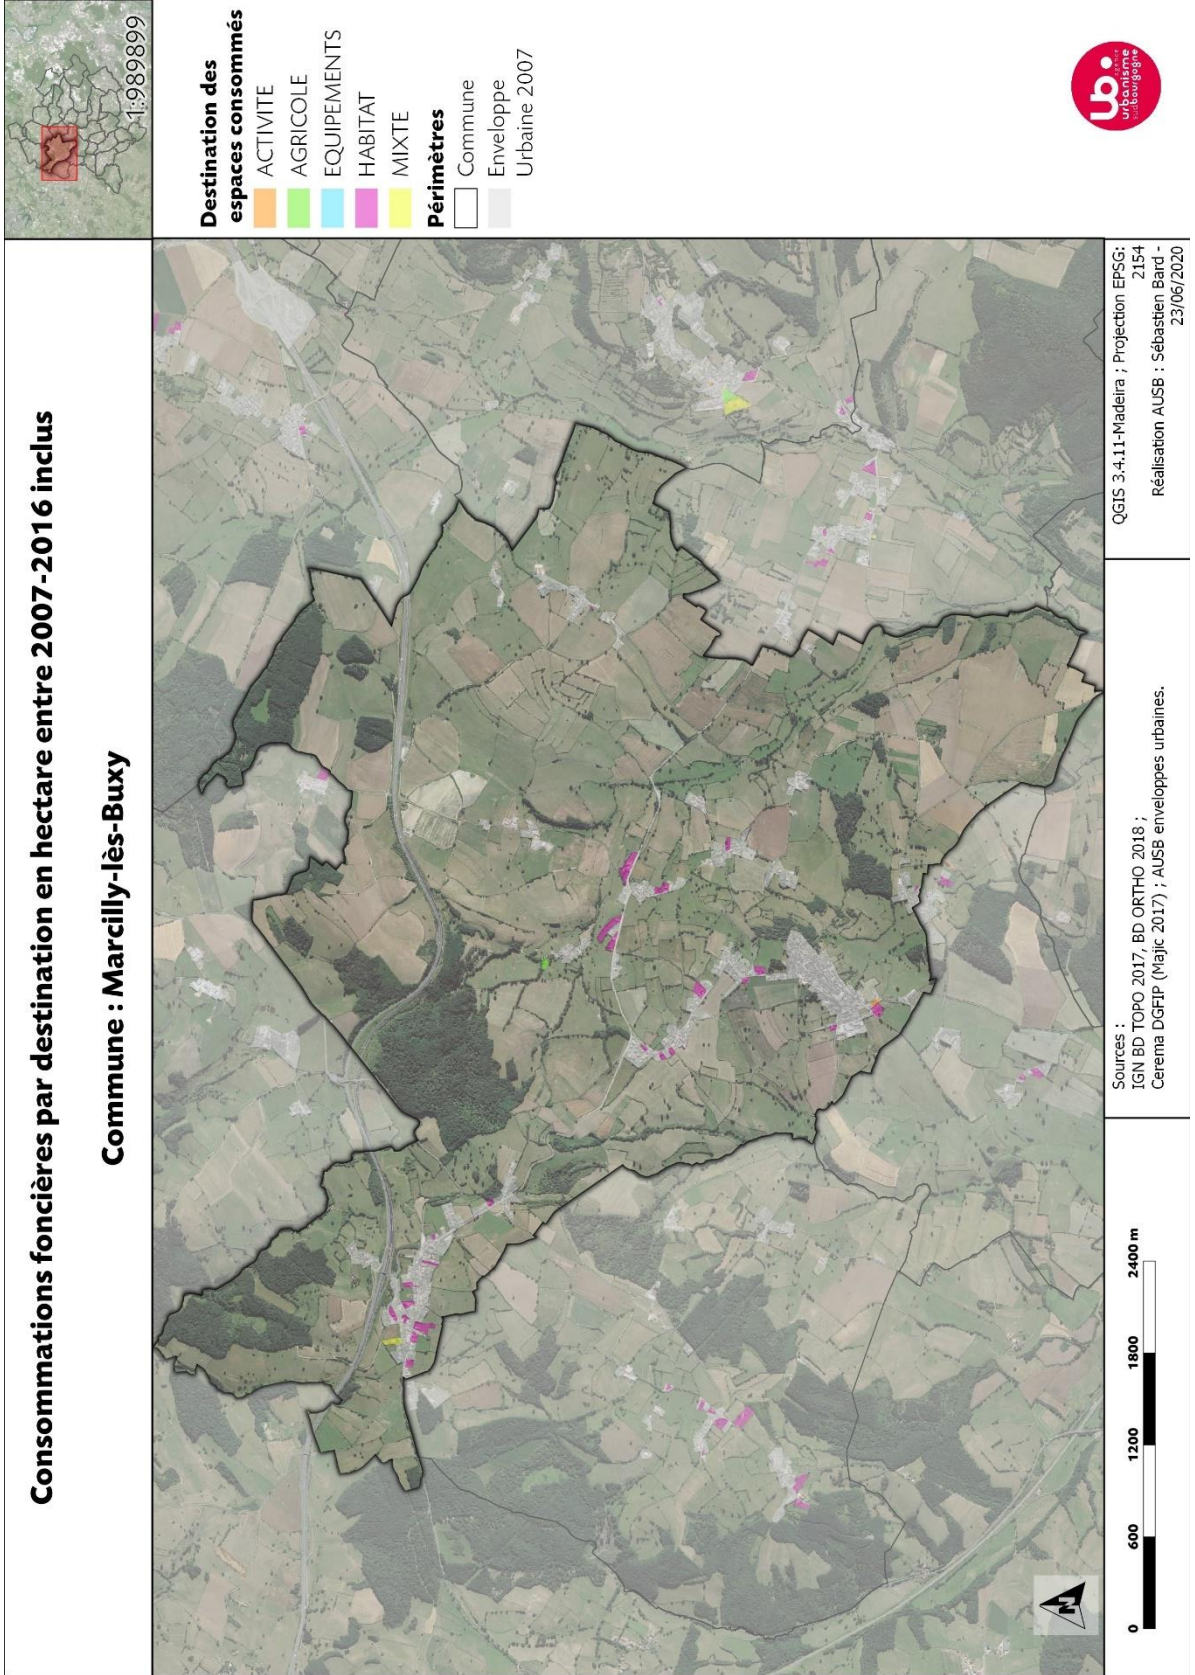 Consommations foncières par destination en hectare entre 2007-2016 inclus
Commune : Marcilly-lès-Buxy
1:989899
Destination des
espaces consommés
ACTIVITE
AGRICOLE
EQUIPEMENTS
HABITAT
MIXTE
Périmètres
Commune
Enveloppe
Urbaine 2007
N
0 600 1200 1800 2400 m
Sources :
IGN BD TOPO 2017, BD ORTHO 2018 ;
Cerema DGFIP (Majic 2017) ; AUSB enveloppes urbaines.
QGIS 3.4.11-Madeira ; Projection EPSG:
2154
Réalisation AUSB : Sébastien Bard -
23/06/2020
Ub.
agence
urbanisme
sudbourgogne